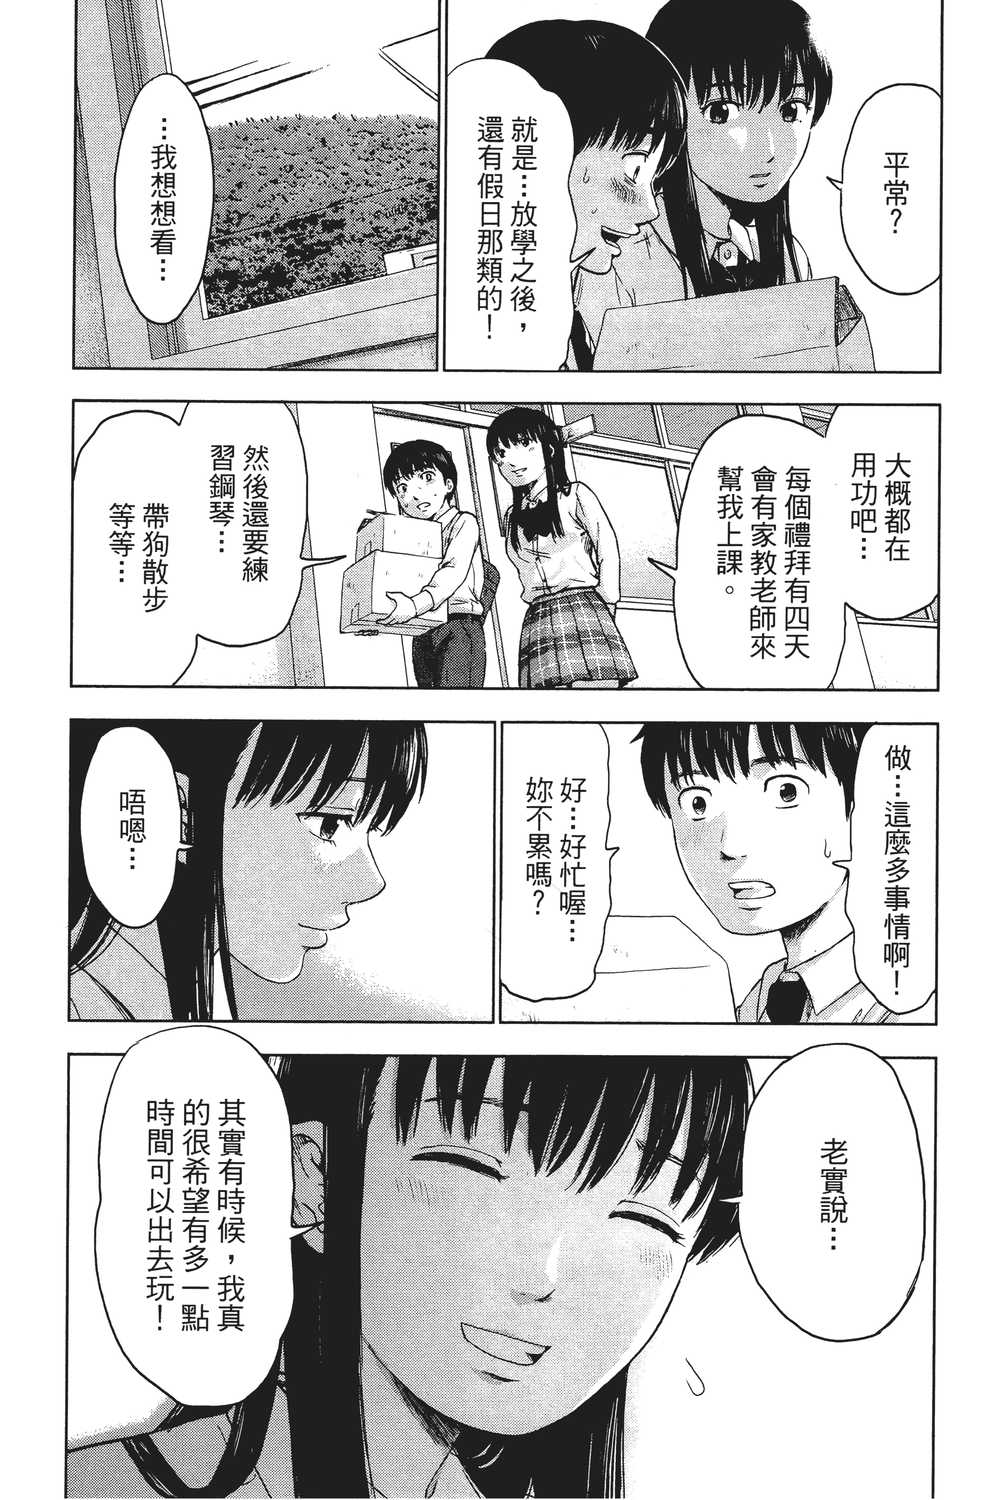 平常?
就是…放學之後，
還有假日那類的!
…我想想看…
大概都在
用功吧…
每個禮拜有四天
會有家教老師來
幫我上課。
然後還要練
習鋼琴…
帶狗散步
等等…
做…這麼多事情啊!
好…好忙喔…
妳不累嗎?
唔嗯…
老實說…
其實有時候，我真
的很希望有多一點
時間可以出去玩!